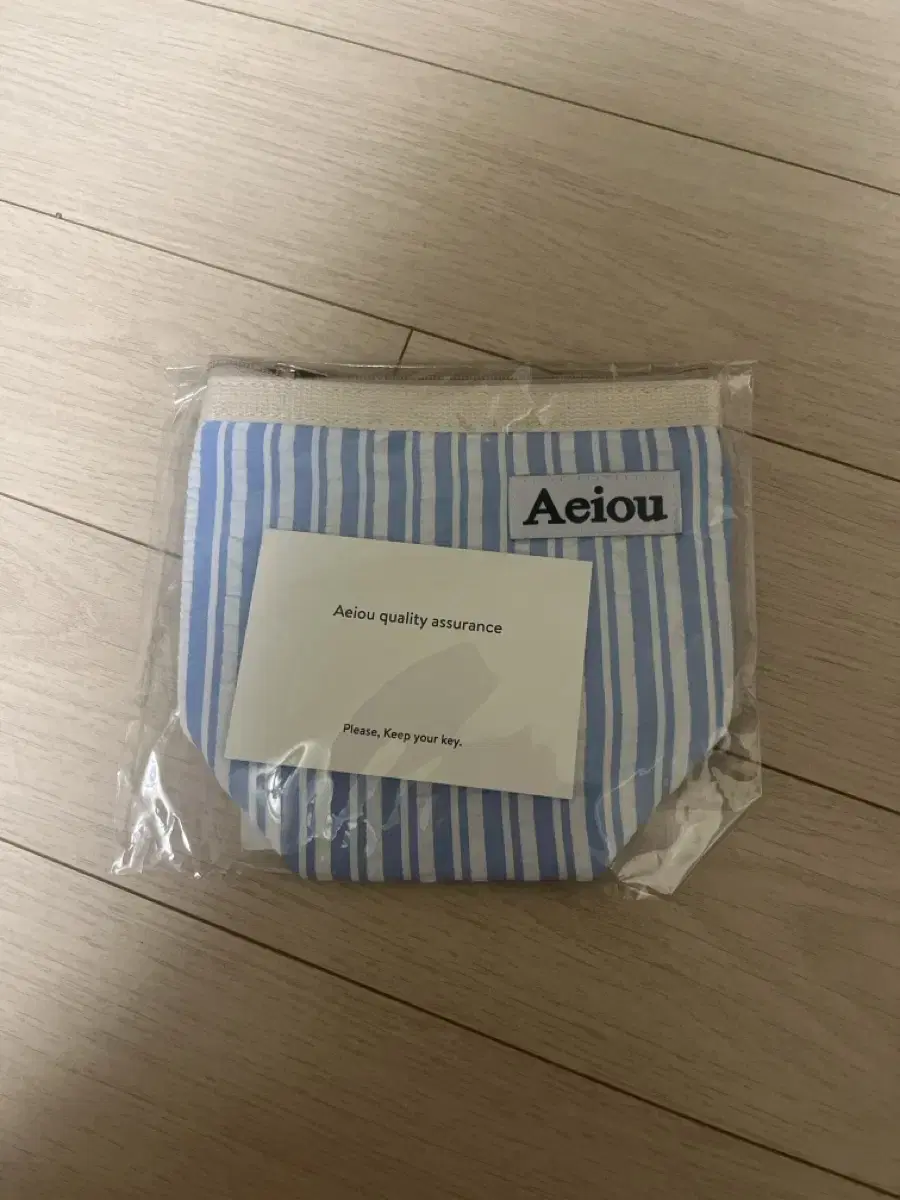 Aeiou
Aeiou quality assurance
Please, Keep your key.